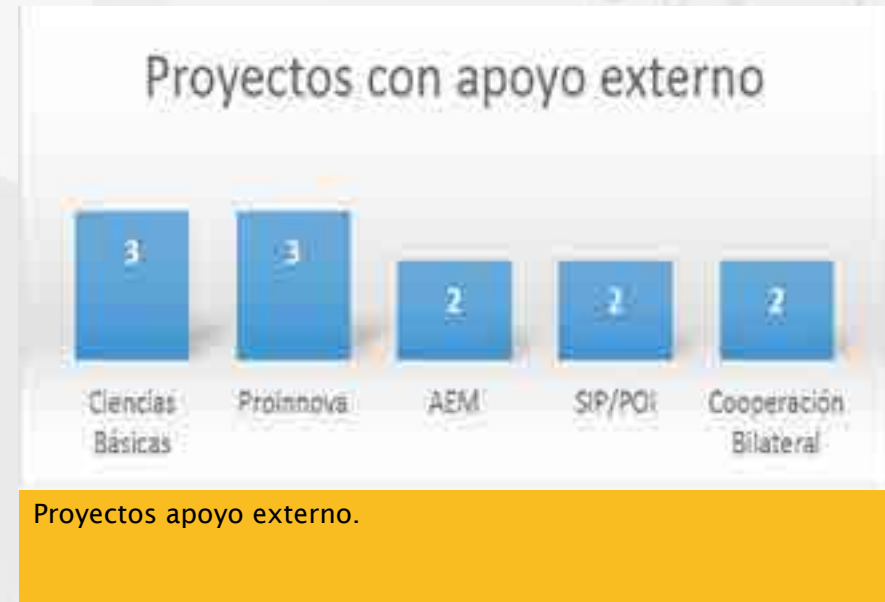 Proyectos con apoyo externo
3
3
2
2
2
Ciencias
Básicas
Proinnova
AEM
SIP/POI
Cooperación
Bilateral
Proyectos apoyo externo.